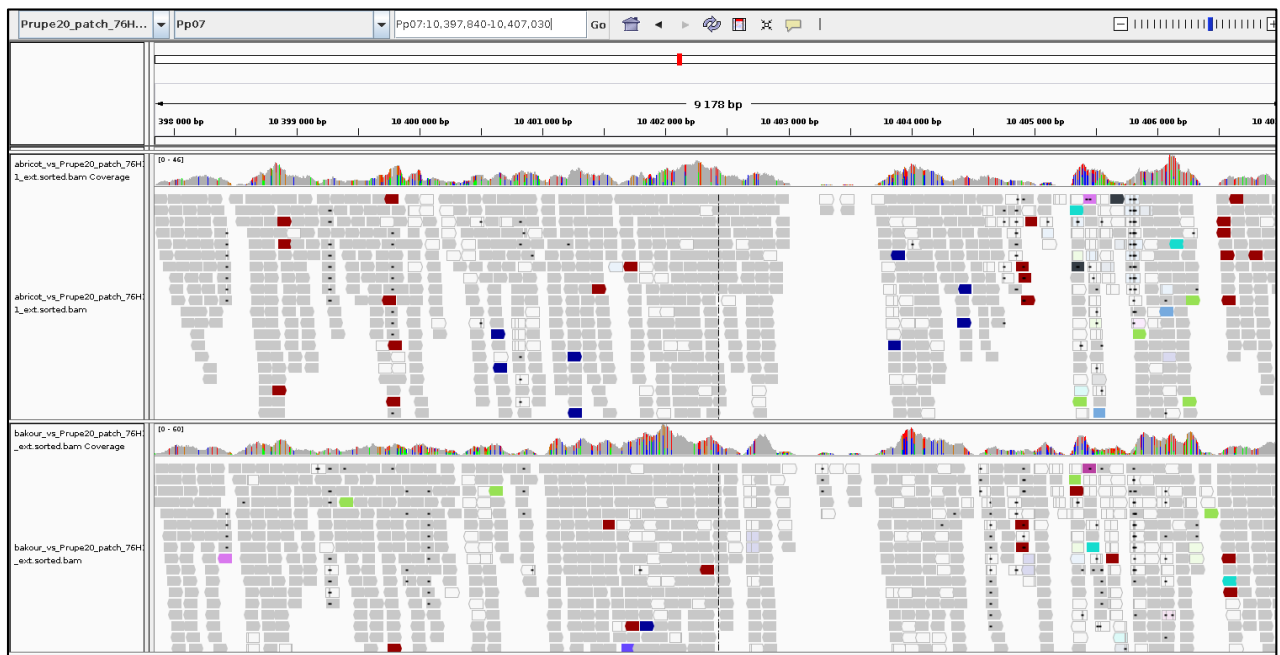 Prupe20_patch_76H... Pp07 Pp07:10,397,840-10,407,030 Go
9 178 bp
398 000 bp 10 399 000 bp 10 400 000 bp 10 401 000 bp 10 402 000 bp 10 403 000 bp 10 404 000 bp 10 405 000 bp 10 406 000 bp 10 40
abricot_vs_Prupe20_patch_76H
1_ext.sorted.bam Coverage
[0 - 46]
abricot_vs_Prupe20_patch_76H
1_ext.sorted.bam
bakour_vs_Prupe20_patch_76H
_ext.sorted.bam Coverage
[0 - 60]
bakour_vs_Prupe20_patch_76H
_ext.sorted.bam